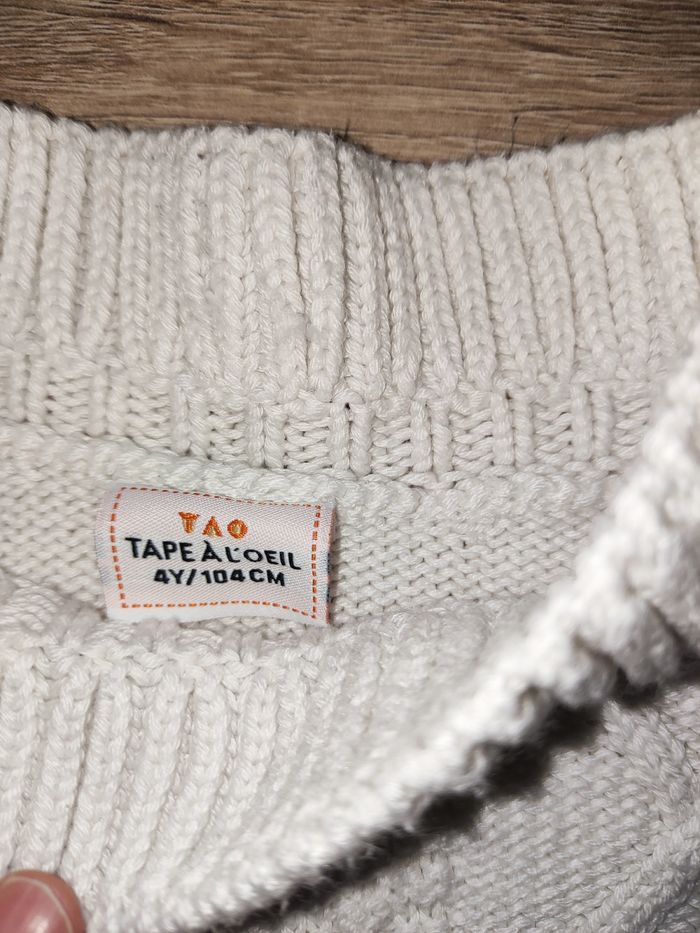 TAO
TAPE À L'OEIL
4Y/104CM